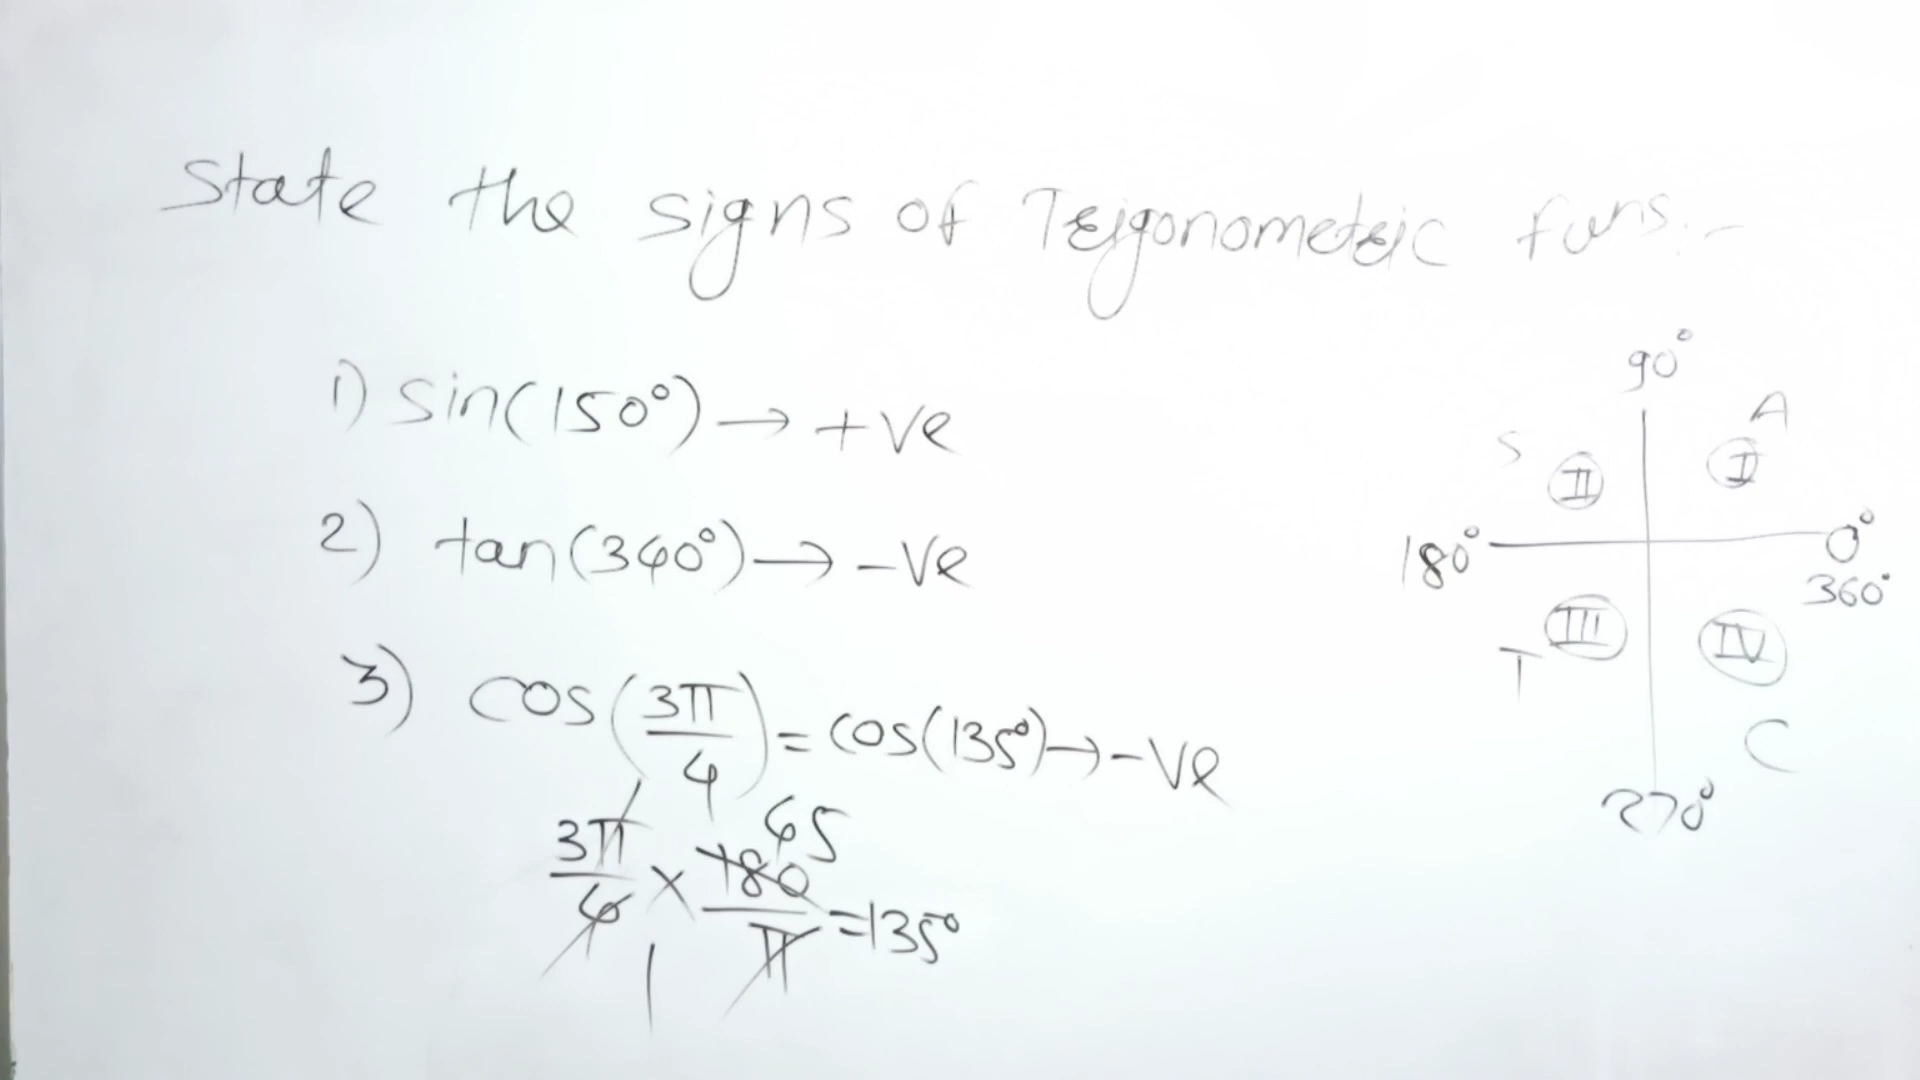 State the signs of Trigonometric funs.-
1) sin(150°) → +ve
2) tan(340°) → -ve
3) cos(3π/4) = cos(135°) → -ve
3π/4 × 180/π = 135°
45
1
90°
S II I A
180° 0°
360°
T III IV
C
270°